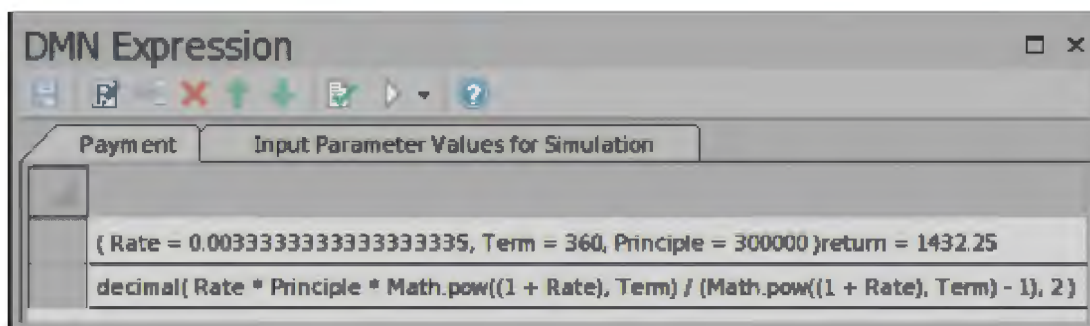 DMN Expression
Payment
Input Parameter Values for Simulation
( Rate = 0.0033333333333333335, Term = 360, Principle = 300000 )return = 1432.25
decimal( Rate * Principle * Math.pow((1 + Rate), Term) / (Math.pow((1 + Rate), Term) - 1), 2)